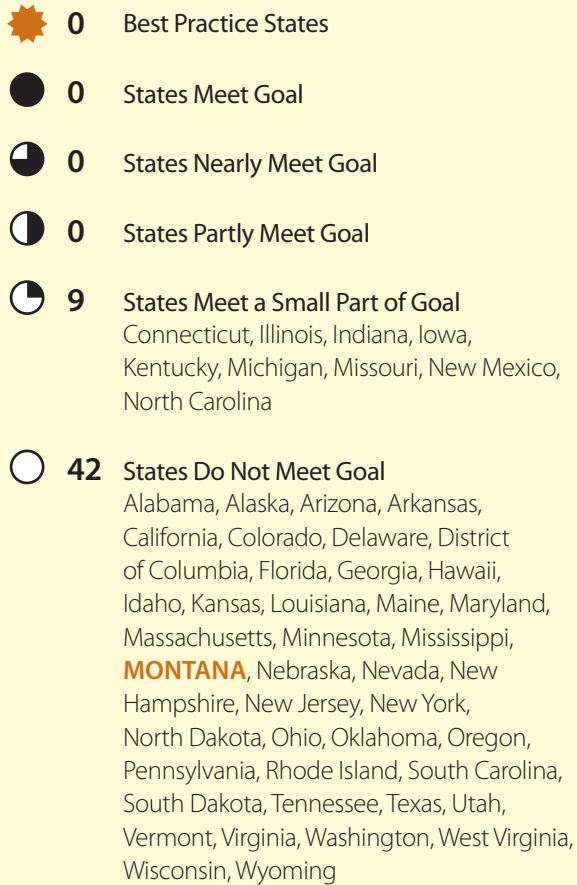 0 Best Practice States
0 States Meet Goal
0 States Nearly Meet Goal
0 States Partly Meet Goal
9 States Meet a Small Part of Goal
Connecticut, Illinois, Indiana, Iowa,
Kentucky, Michigan, Missouri, New Mexico,
North Carolina
42 States Do Not Meet Goal
Alabama, Alaska, Arizona, Arkansas,
California, Colorado, Delaware, District
of Columbia, Florida, Georgia, Hawaii,
Idaho, Kansas, Louisiana, Maine, Maryland,
Massachusetts, Minnesota, Mississippi,
MONTANA, Nebraska, Nevada, New
Hampshire, New Jersey, New York,
North Dakota, Ohio, Oklahoma, Oregon,
Pennsylvania, Rhode Island, South Carolina,
South Dakota, Tennessee, Texas, Utah,
Vermont, Virginia, Washington, West Virginia,
Wisconsin, Wyoming